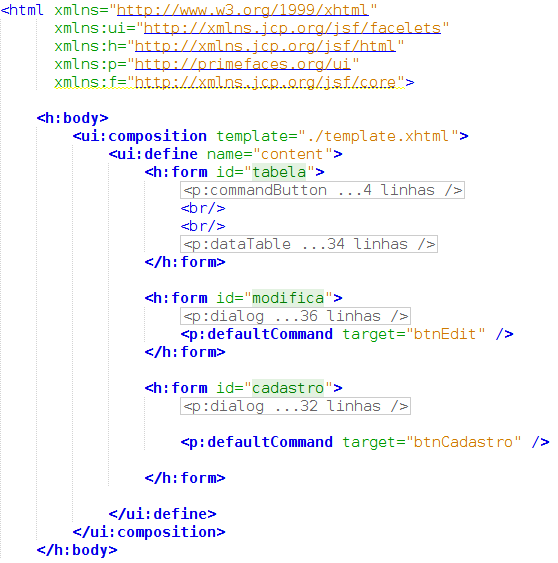 <html xmlns="http://www.w3.org/1999/xhtml"
      xmlns:ui="http://xmlns.jcp.org/jsf/facelets"
      xmlns:h="http://xmlns.jcp.org/jsf/html"
      xmlns:p="http://primefaces.org/ui"
      xmlns:f="http://xmlns.jcp.org/jsf/core">
    <h:body>
        <ui:composition template="./template.xhtml">
            <ui:define name="content">
                <h:form id="tabela">
                    <p:commandButton ...4 linhas />
                    <br/>
                    <br/>
                    <p:dataTable ...34 linhas />
                </h:form>
                <h:form id="modifica">
                    <p:dialog ...36 linhas />
                    <p:defaultCommand target="btnEdit" />
                </h:form>
                <h:form id="cadastro">
                    <p:dialog ...32 linhas />
                    <p:defaultCommand target="btnCadastro" />
                </h:form>
            </ui:define>
        </ui:composition>
    </h:body>